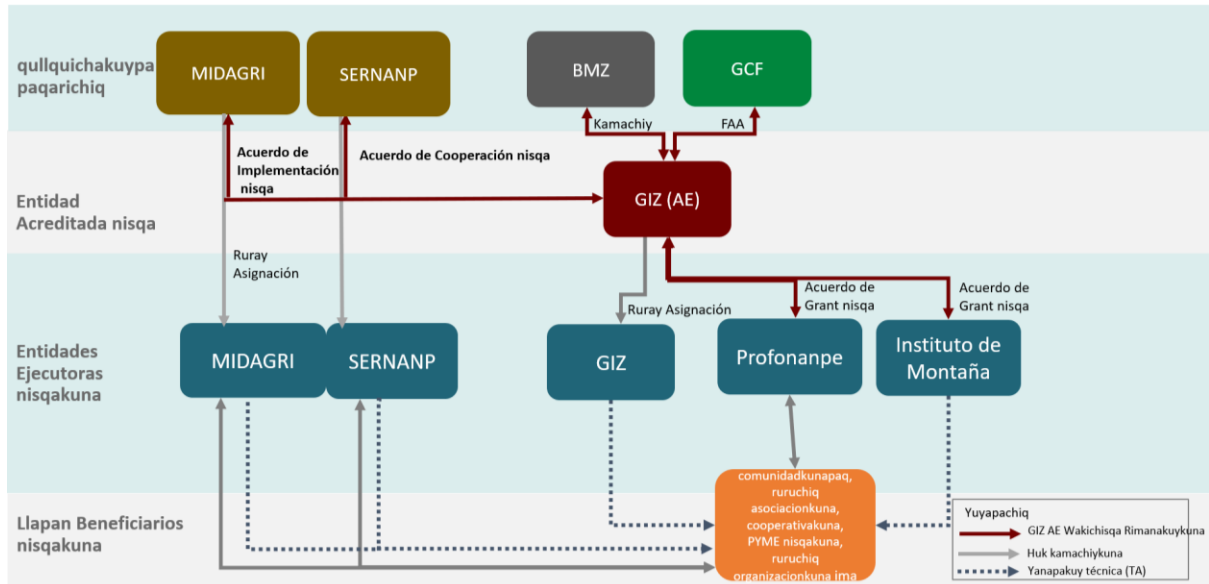 qullquichakuypa
paqarichiq
MIDAGRI
SERNANP
BMZ
GCF
Kamachiy
FAA
Acuerdo de
Implementación
nisqa
Acuerdo de Cooperación nisqa
Entidad
Acreditada nisqa
GIZ (AE)
Ruray
Asignación
Ruray Asignación
Acuerdo de
Grant nisqa
Acuerdo de
Grant nisqa
Entidades
Ejecutoras
nisqakuna
MIDAGRI
SERNANP
GIZ
Profonanpe
Instituto de
Montaña
Llapan Beneficiarios
nisqakuna
comunidadkunapaq,
ruruchiq
asociacionkuna,
cooperativakuna,
PYME nisqakuna,
ruruchiq
organizacionkuna ima
Yuyapachiq
GIZ AE Wakichisqa Rimanakuykuna
Huk kamachiykuna
Yanapakuy técnica (TA)